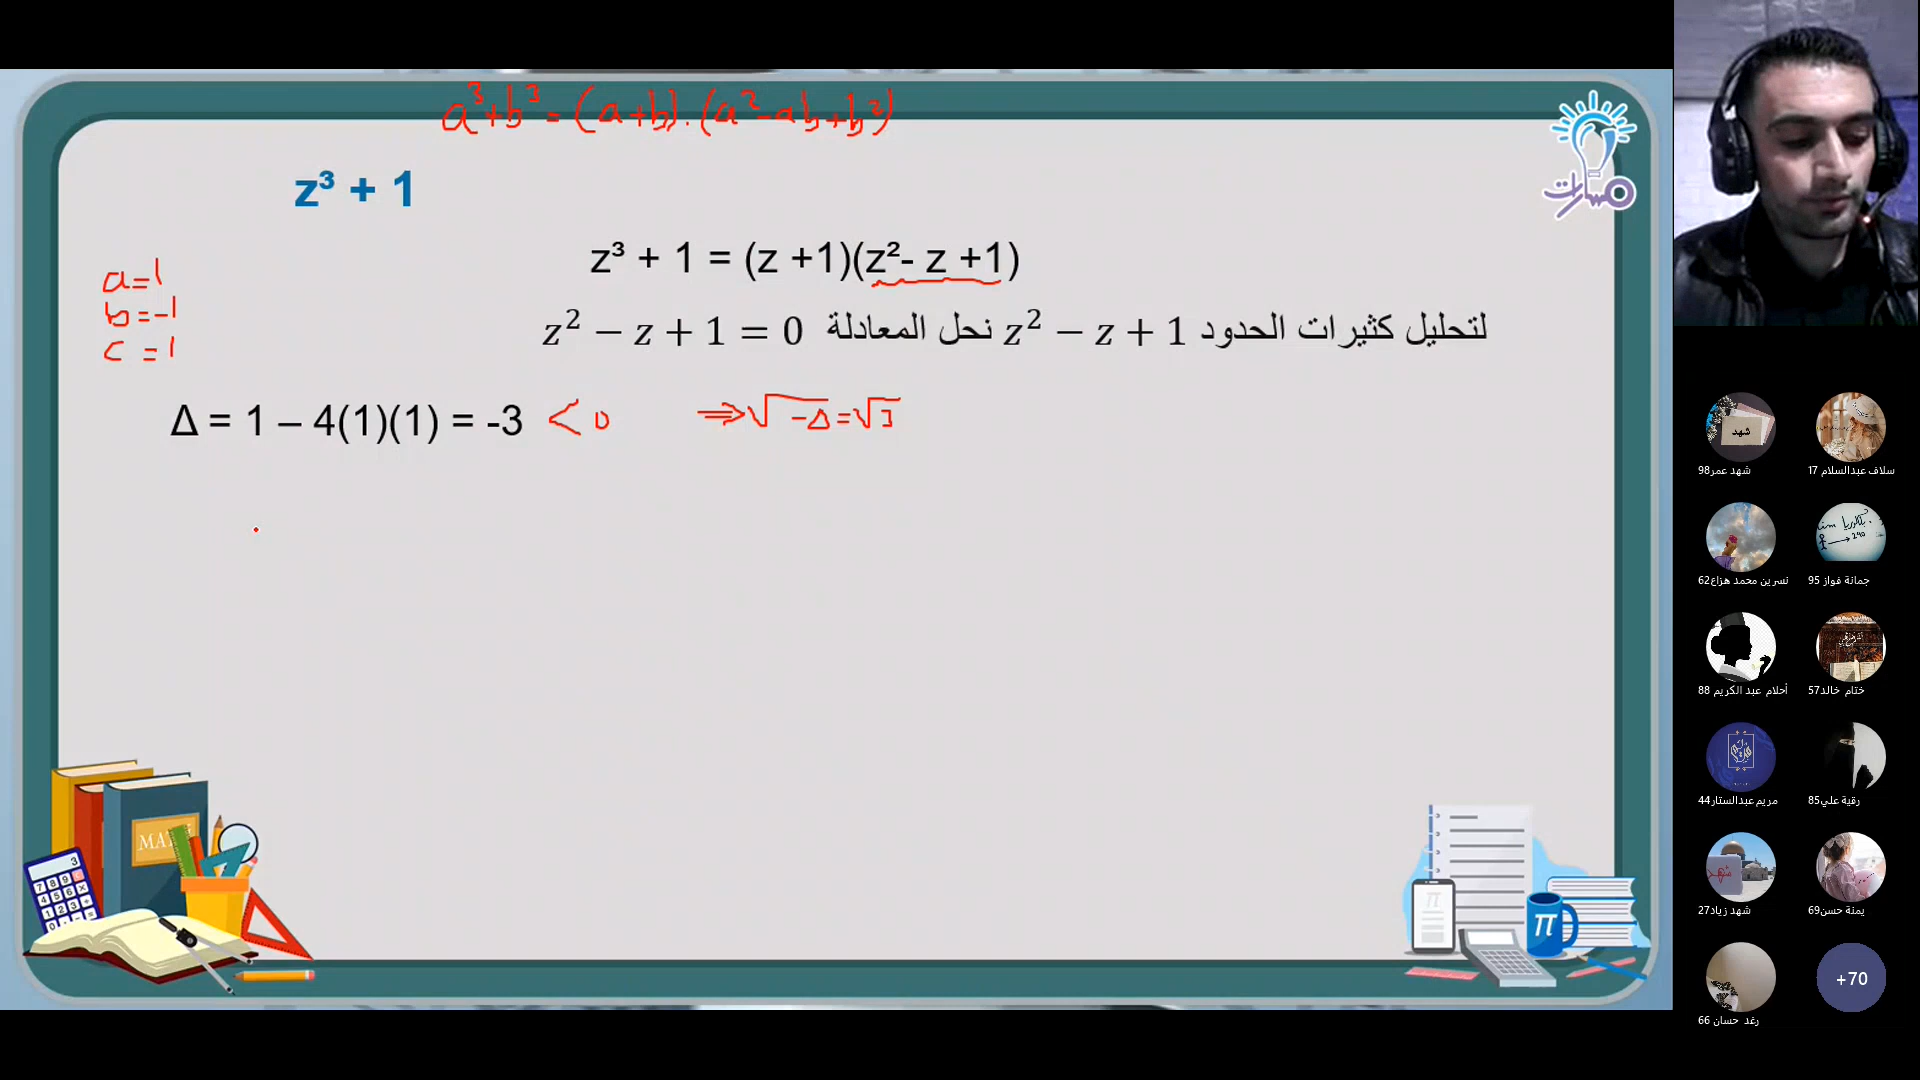 a³+b³ = (a+b).(a²-ab+b²)
مسارات
z³ + 1
z³ + 1 = (z +1)(z²- z +1)
a=1
b=-1
c =1
لتحليل كثيرات الحدود z² − z + 1 نحل المعادلة z² − z + 1 = 0
Δ = 1 – 4(1)(1) = -3 < 0 ⇒ √-Δ = √3
MAT
π
π
شهد
شهد عمر98
سلاف عبدالسلام 17
نسرين محمد هزاع62
جمانة فواز 95
أحلام عبد الكريم 88
ختام خالد57
مريم عبدالستار44
رقية علي85
شهد زياد27
يمنة حسن69
رغد حسان 66
+70